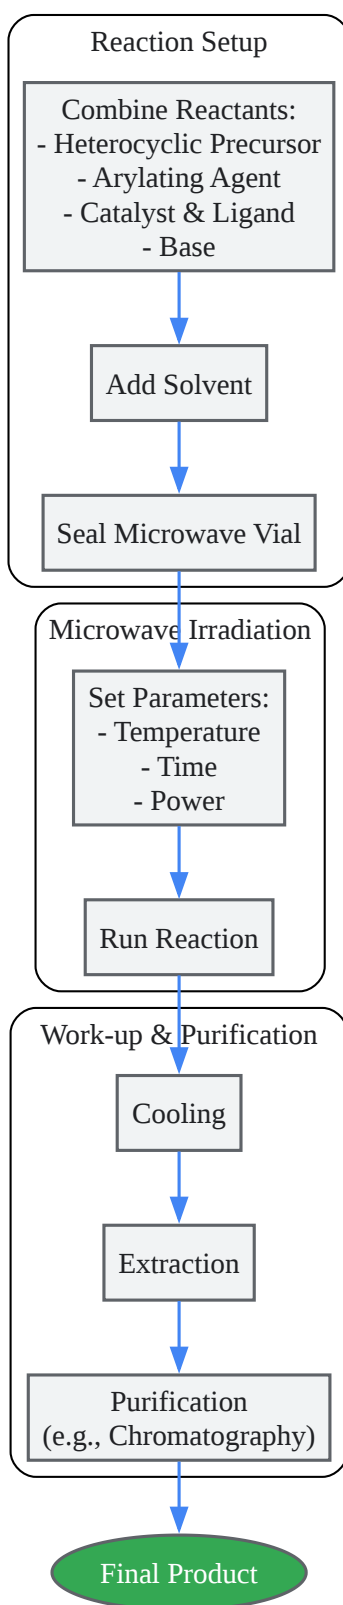 Reaction Setup
Combine Reactants:
- Heterocyclic Precursor
- Arylating Agent
- Catalyst & Ligand
- Base
Add Solvent
Seal Microwave Vial
Microwave Irradiation
Set Parameters:
- Temperature
- Time
- Power
Run Reaction
Work-up & Purification
Cooling
Extraction
Purification
(e.g., Chromatography)
Final Product